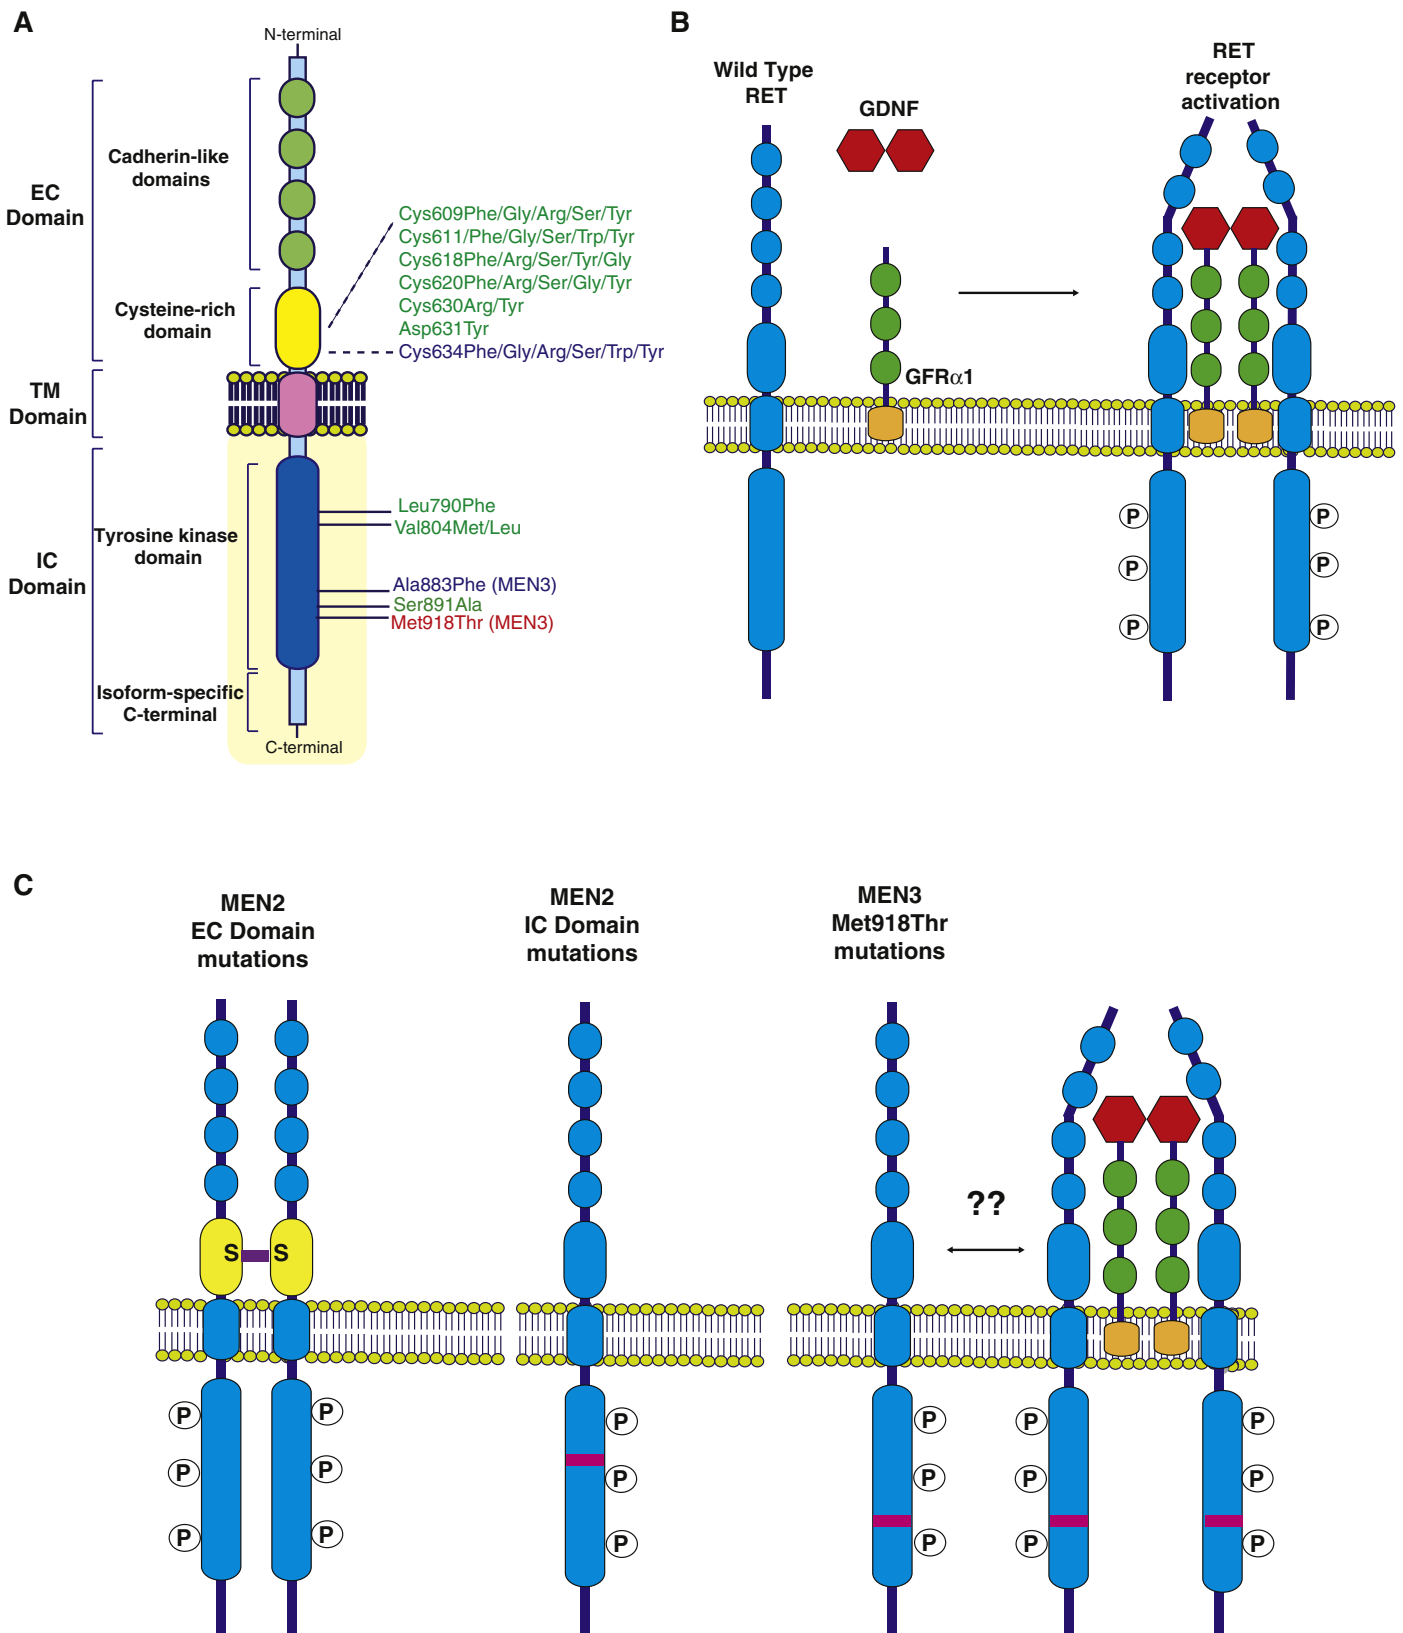 A
N-terminal
EC
Domain
Cadherin-like
domains
Cysteine-rich
domain
Cys609Phe/Gly/Arg/Ser/Tyr
Cys611/Phe/Gly/Ser/Trp/Tyr
Cys618Phe/Arg/Ser/Tyr/Gly
Cys620Phe/Arg/Ser/Gly/Tyr
Cys630Arg/Tyr
Asp631Tyr
Cys634Phe/Gly/Arg/Ser/Trp/Tyr
TM
Domain
IC
Domain
Tyrosine kinase
domain
Leu790Phe
Val804Met/Leu
Ala883Phe (MEN3)
Ser891Ala
Met918Thr (MEN3)
Isoform-specific
C-terminal
C-terminal
B
Wild Type
RET
GDNF
GFRα1
RET
receptor
activation
P P
P P
P P
C
MEN2
EC Domain
mutations
S S
P P
P P
P P
MEN2
IC Domain
mutations
P
P
P
MEN3
Met918Thr
mutations
??
P P P
P P P
P P P